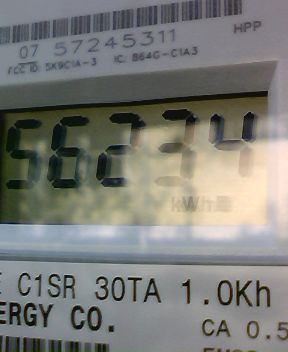 07 57245311 HPP
FCC ID: SK9C1A-3 IC: 864G-C1A3
56234
kWh
C1SR 30TA 1.0Kh
ERGY CO.
CA 0.5